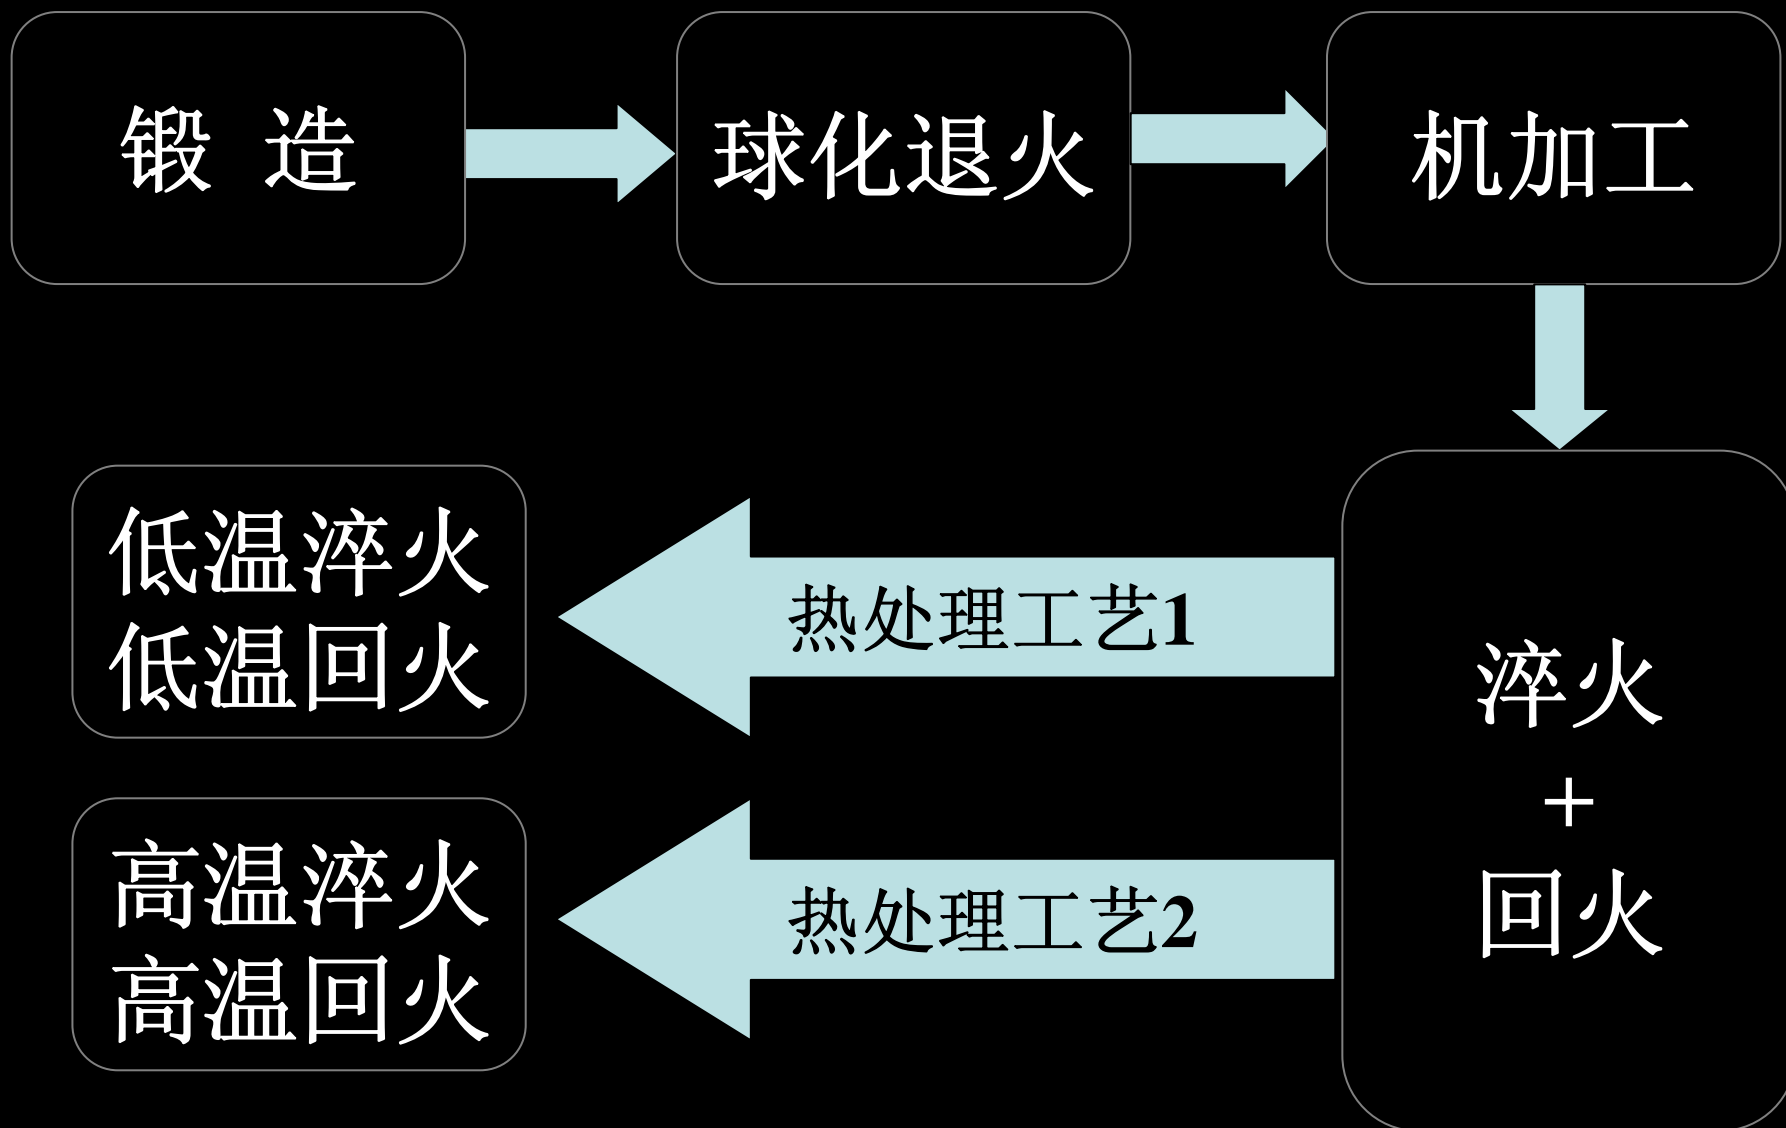 锻 造
球化退火
机加工
低温淬火
低温回火
热处理工艺1
淬火
+
回火
高温淬火
高温回火
热处理工艺2